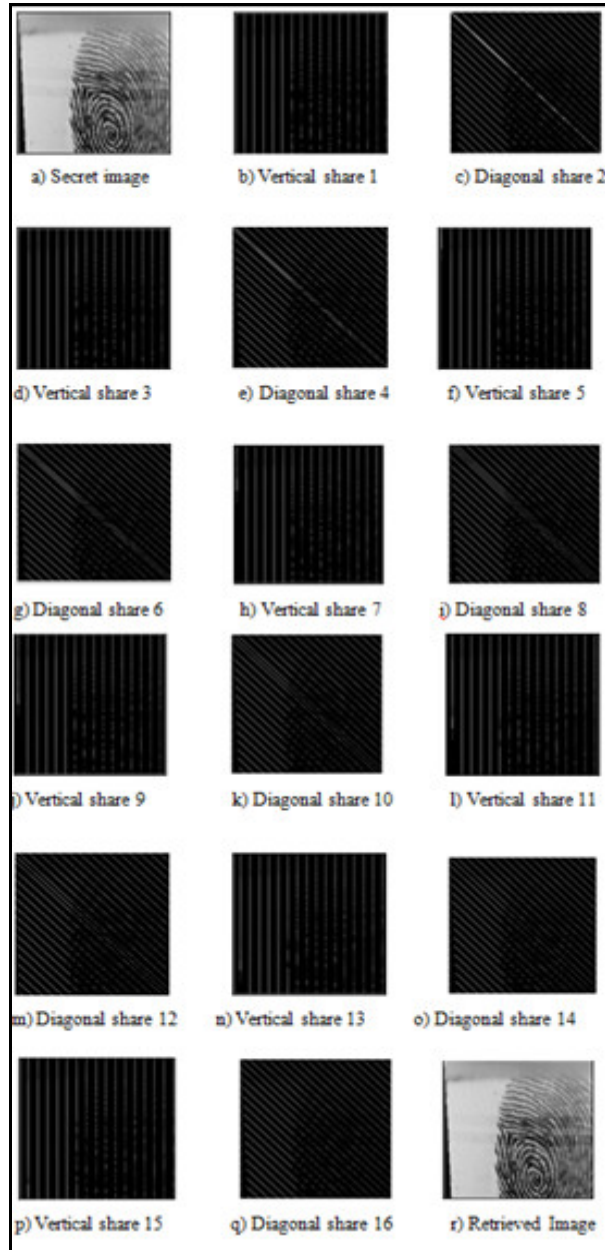 a) Secret image
b) Vertical share 1
c) Diagonal share 2
d) Vertical share 3
e) Diagonal share 4
f) Vertical share 5
g) Diagonal share 6
h) Vertical share 7
i) Diagonal share 8
j) Vertical share 9
k) Diagonal share 10
l) Vertical share 11
m) Diagonal share 12
n) Vertical share 13
o) Diagonal share 14
p) Vertical share 15
q) Diagonal share 16
r) Retrieved Image